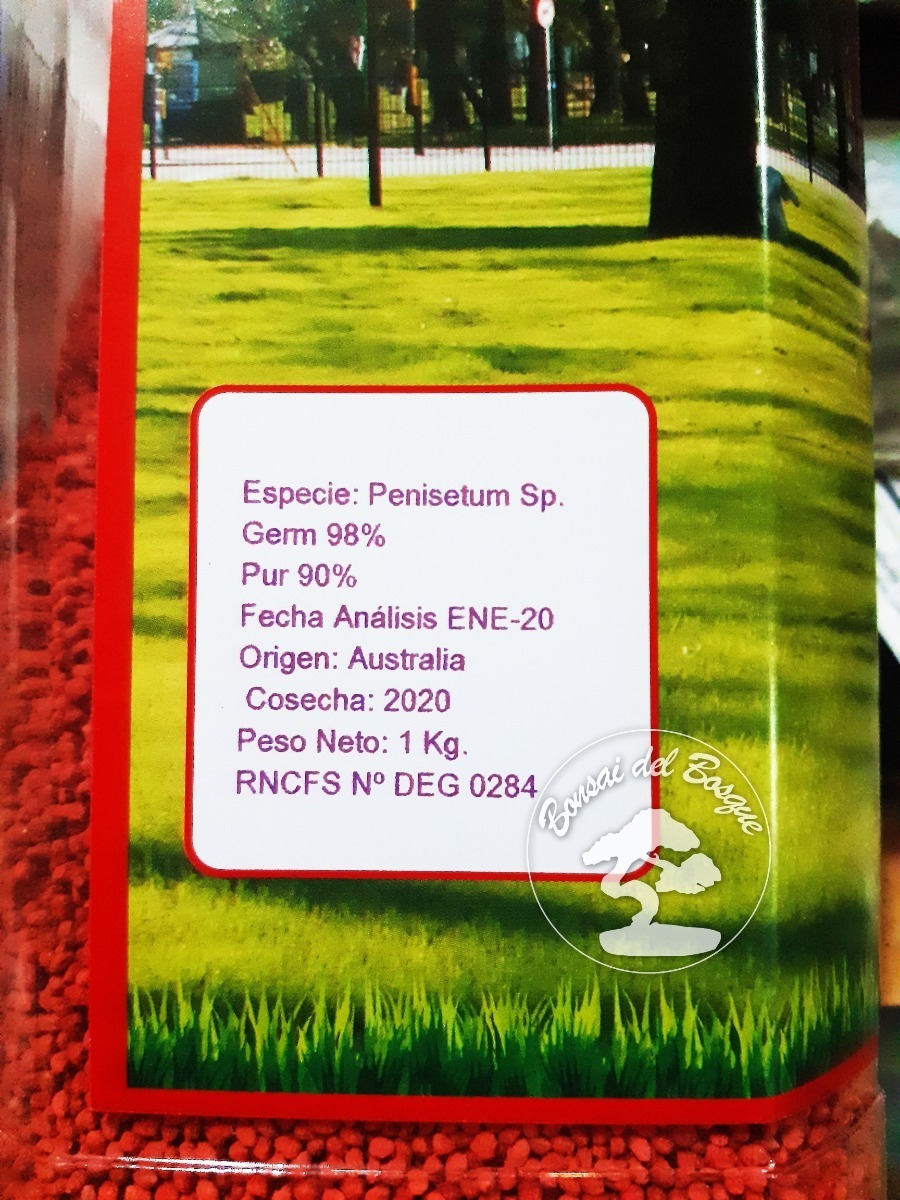 Especie: Penisetum Sp.
Germ 98%
Pur 90%
Fecha Análisis ENE-20
Origen: Australia
Cosecha: 2020
Peso Neto: 1 Kg.
RNCFS Nº DEG 0284
Bonsai del Bosque